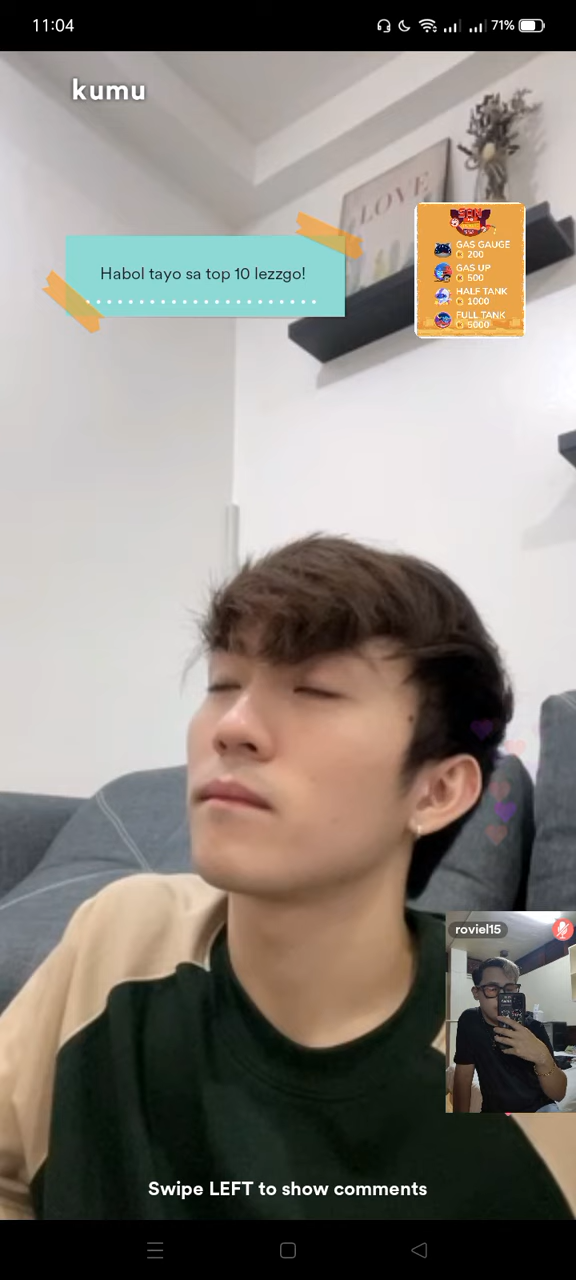 11:04
71%
kumu
LOVE
Habol tayo sa top 10 lezzgo!
GAS GAUGE
200
GAS UP
500
HALF TANK
1000
FULL TANK
5000
roviel15
Swipe LEFT to show comments